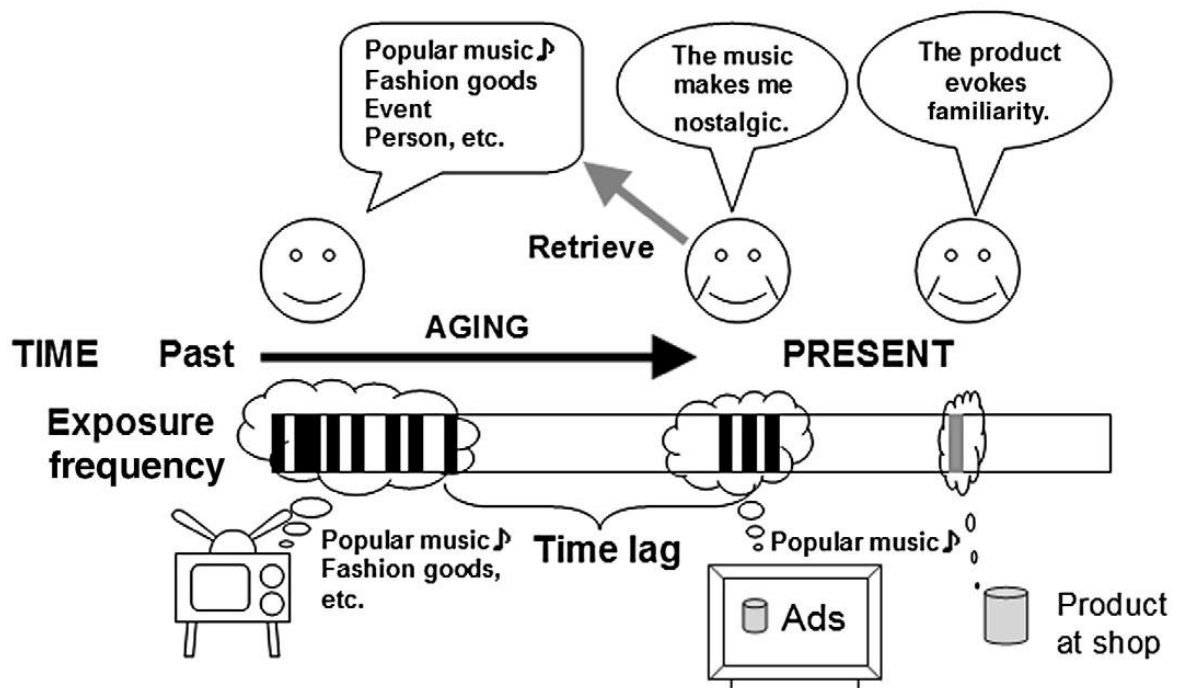 Popular music♪
Fashion goods
Event
Person, etc.
The music
makes me
nostalgic.
The product
evokes
familiarity.
Retrieve
AGING
TIME Past
PRESENT
Exposure
frequency
Popular music♪
Fashion goods,
etc.
Time lag
Popular music♪
Ads
Product
at shop